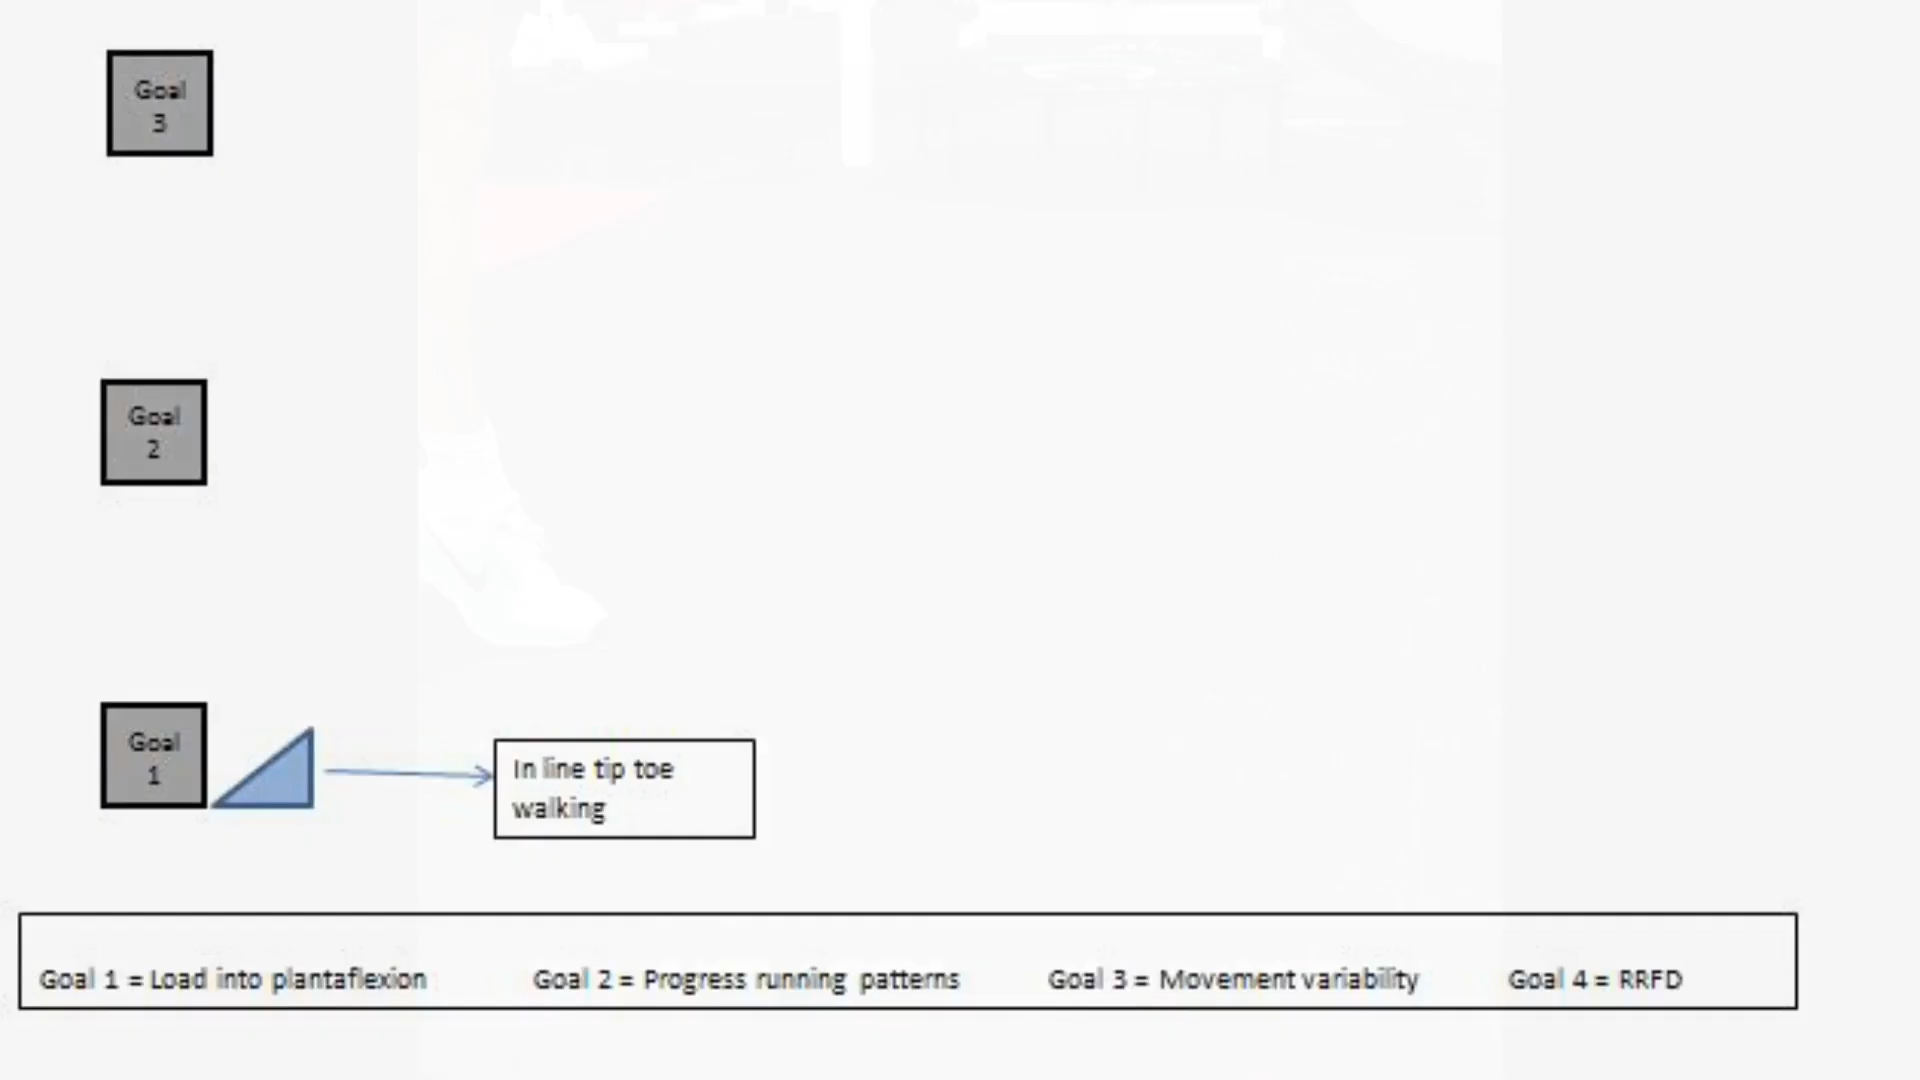 Goal
3
Goal
2
Goal
1
In line tip toe
walking
Goal 1 = Load into plantaflexion Goal 2 = Progress running patterns Goal 3 = Movement variability Goal 4 = RRFD